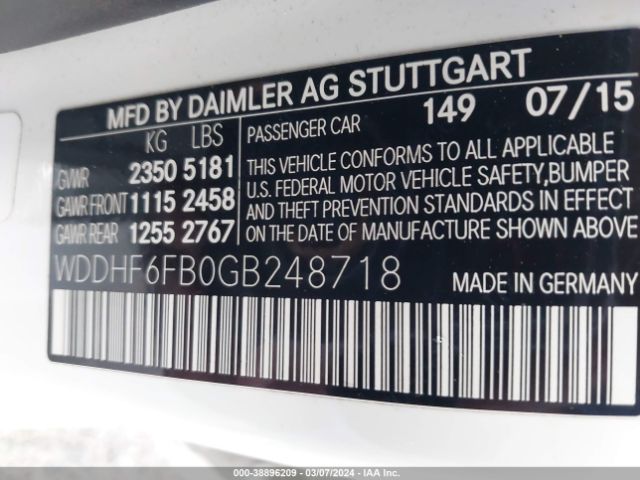 MFD BY DAIMLER AG STUTTGART
KG LBS
PASSENGER CAR 149 07/15
GVWR 2350 5181
GAWR FRONT 1115 2458
GAWR REAR 1255 2767
THIS VEHICLE CONFORMS TO ALL APPLICABLE
U.S. FEDERAL MOTOR VEHICLE SAFETY,BUMPER
AND THEFT PREVENTION STANDARDS IN EFFECT
ON THE DATE OF MANUFACTURE SHOWN ABOVE
WDDHF6FB0GB248718 MADE IN GERMANY
000-38896209 - 03/07/2024 - IAA Inc.